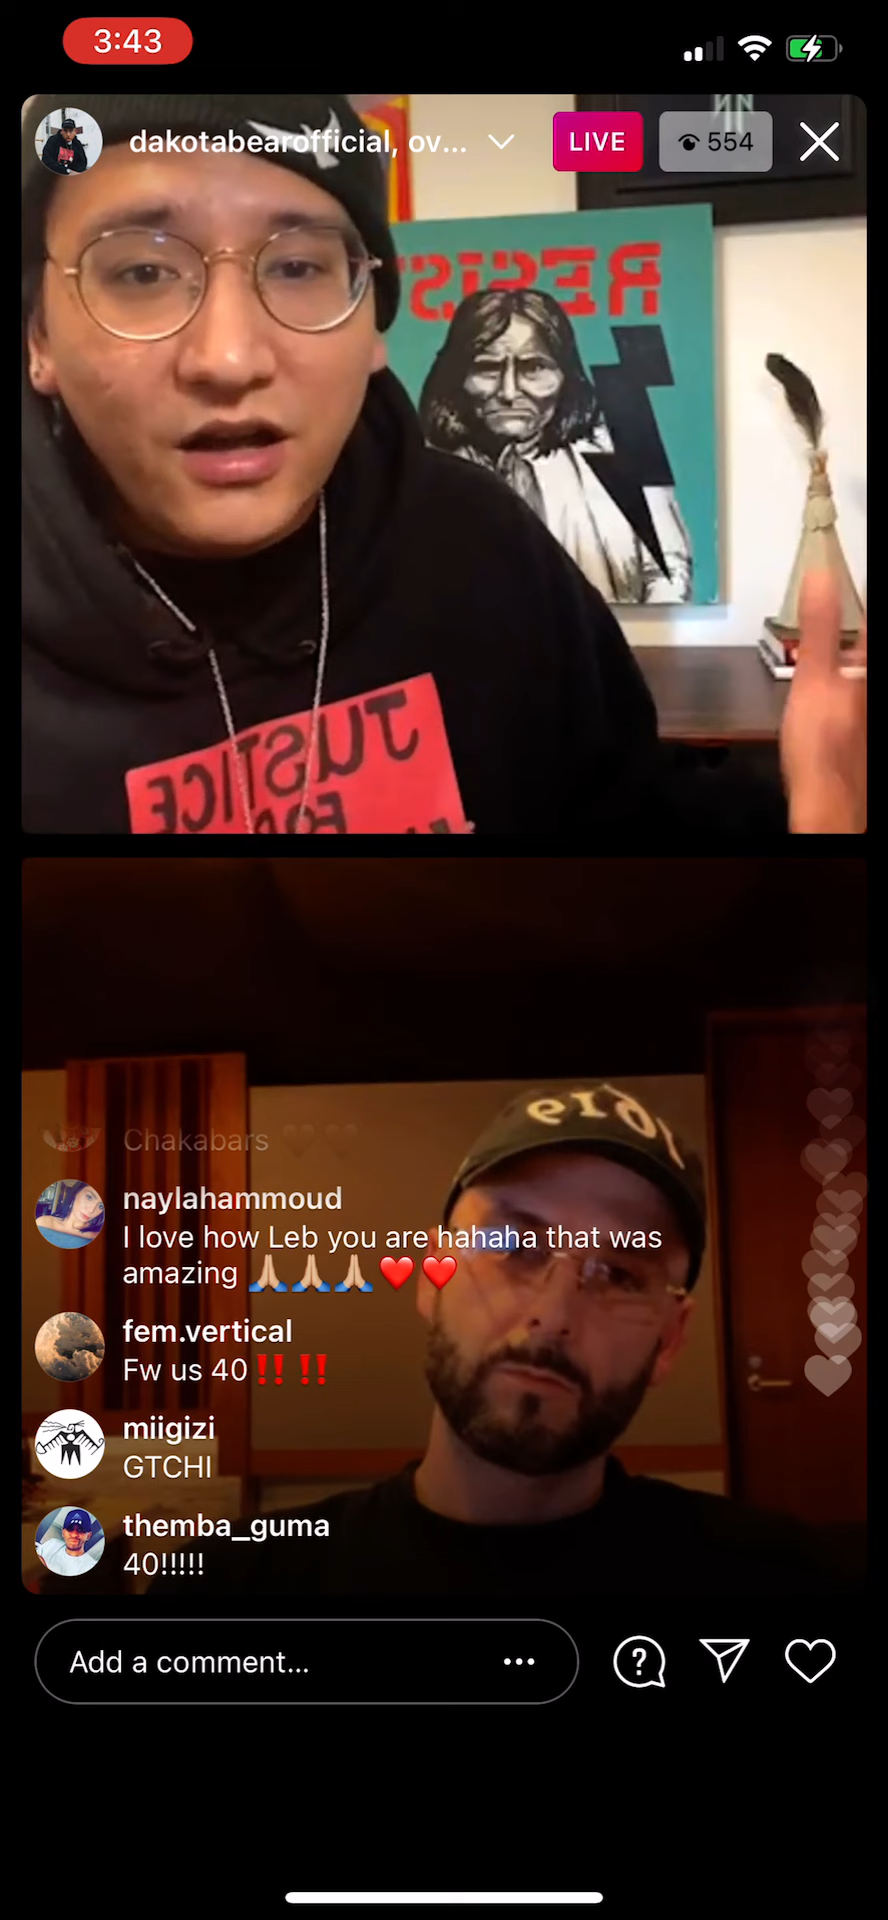 3:43
dakotabearofficial, ov...
LIVE
554
RESIST
JUSTICE
FOR
Chakabars
naylahammoud
I love how Leb you are hahaha that was
amazing 🙏🏼🙏🏼🙏🏼❤️❤️
fem.vertical
Fw us 40‼️‼️
miigizi
GTCHI
themba_guma
40!!!!!
Add a comment...